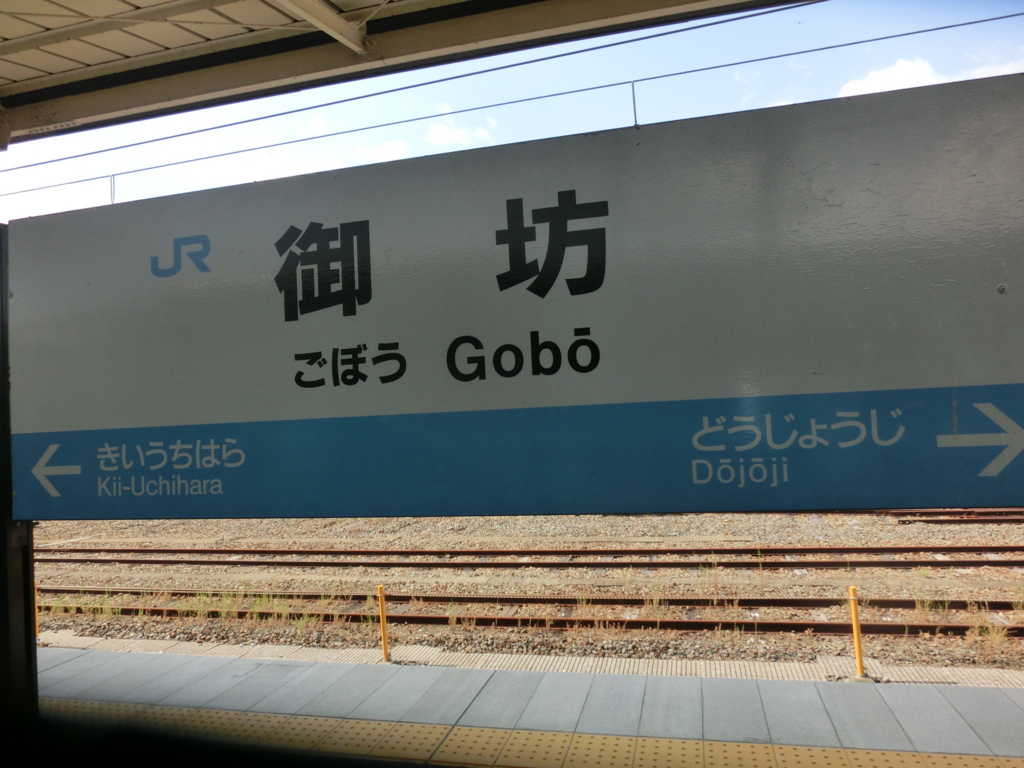 JR 御坊
ごぼう Gobō
← きいうちはら
Kii-Uchihara
どうじょうじ →
Dōjōji